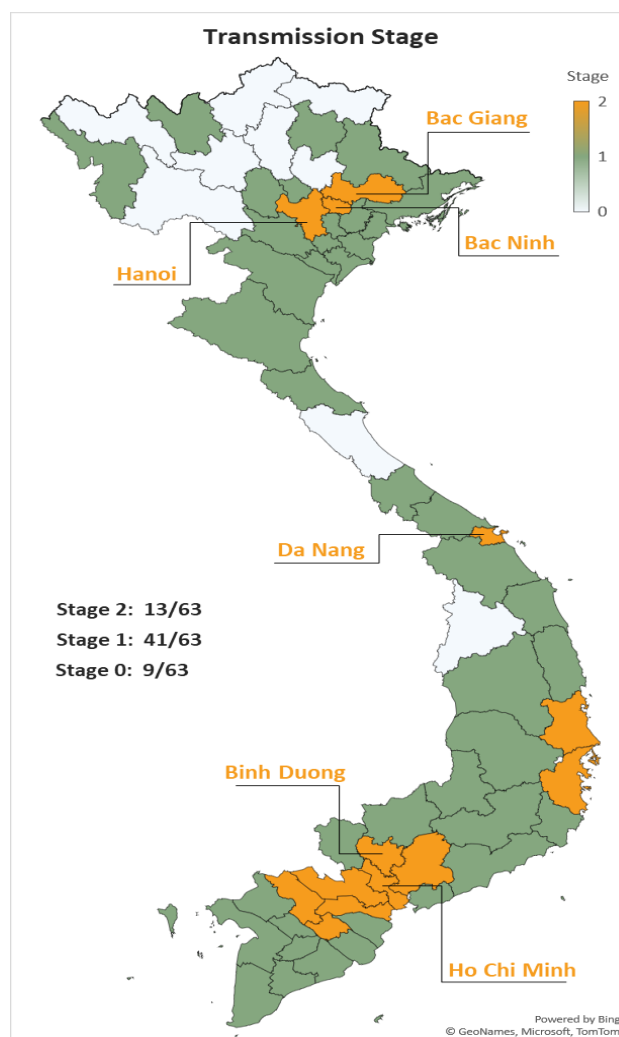 Transmission Stage
Stage
2
1
0
Bac Giang
Bac Ninh
Hanoi
Da Nang
Stage 2: 13/63
Stage 1: 41/63
Stage 0: 9/63
Binh Duong
Ho Chi Minh
Powered by Bing
© GeoNames, Microsoft, TomTom